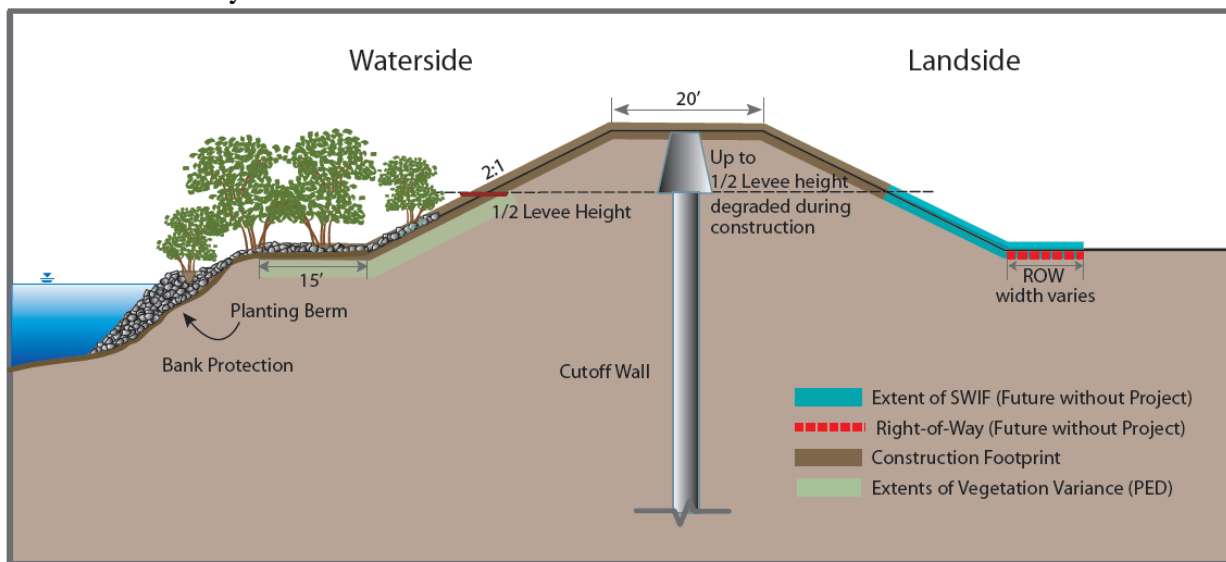 Waterside
Landside
20'
2:1
Up to
1/2 Levee height
degraded during
construction
1/2 Levee Height
15'
ROW
width varies
Planting Berm
Bank Protection
Cutoff Wall
Extent of SWIF (Future without Project)
Right-of-Way (Future without Project)
Construction Footprint
Extents of Vegetation Variance (PED)